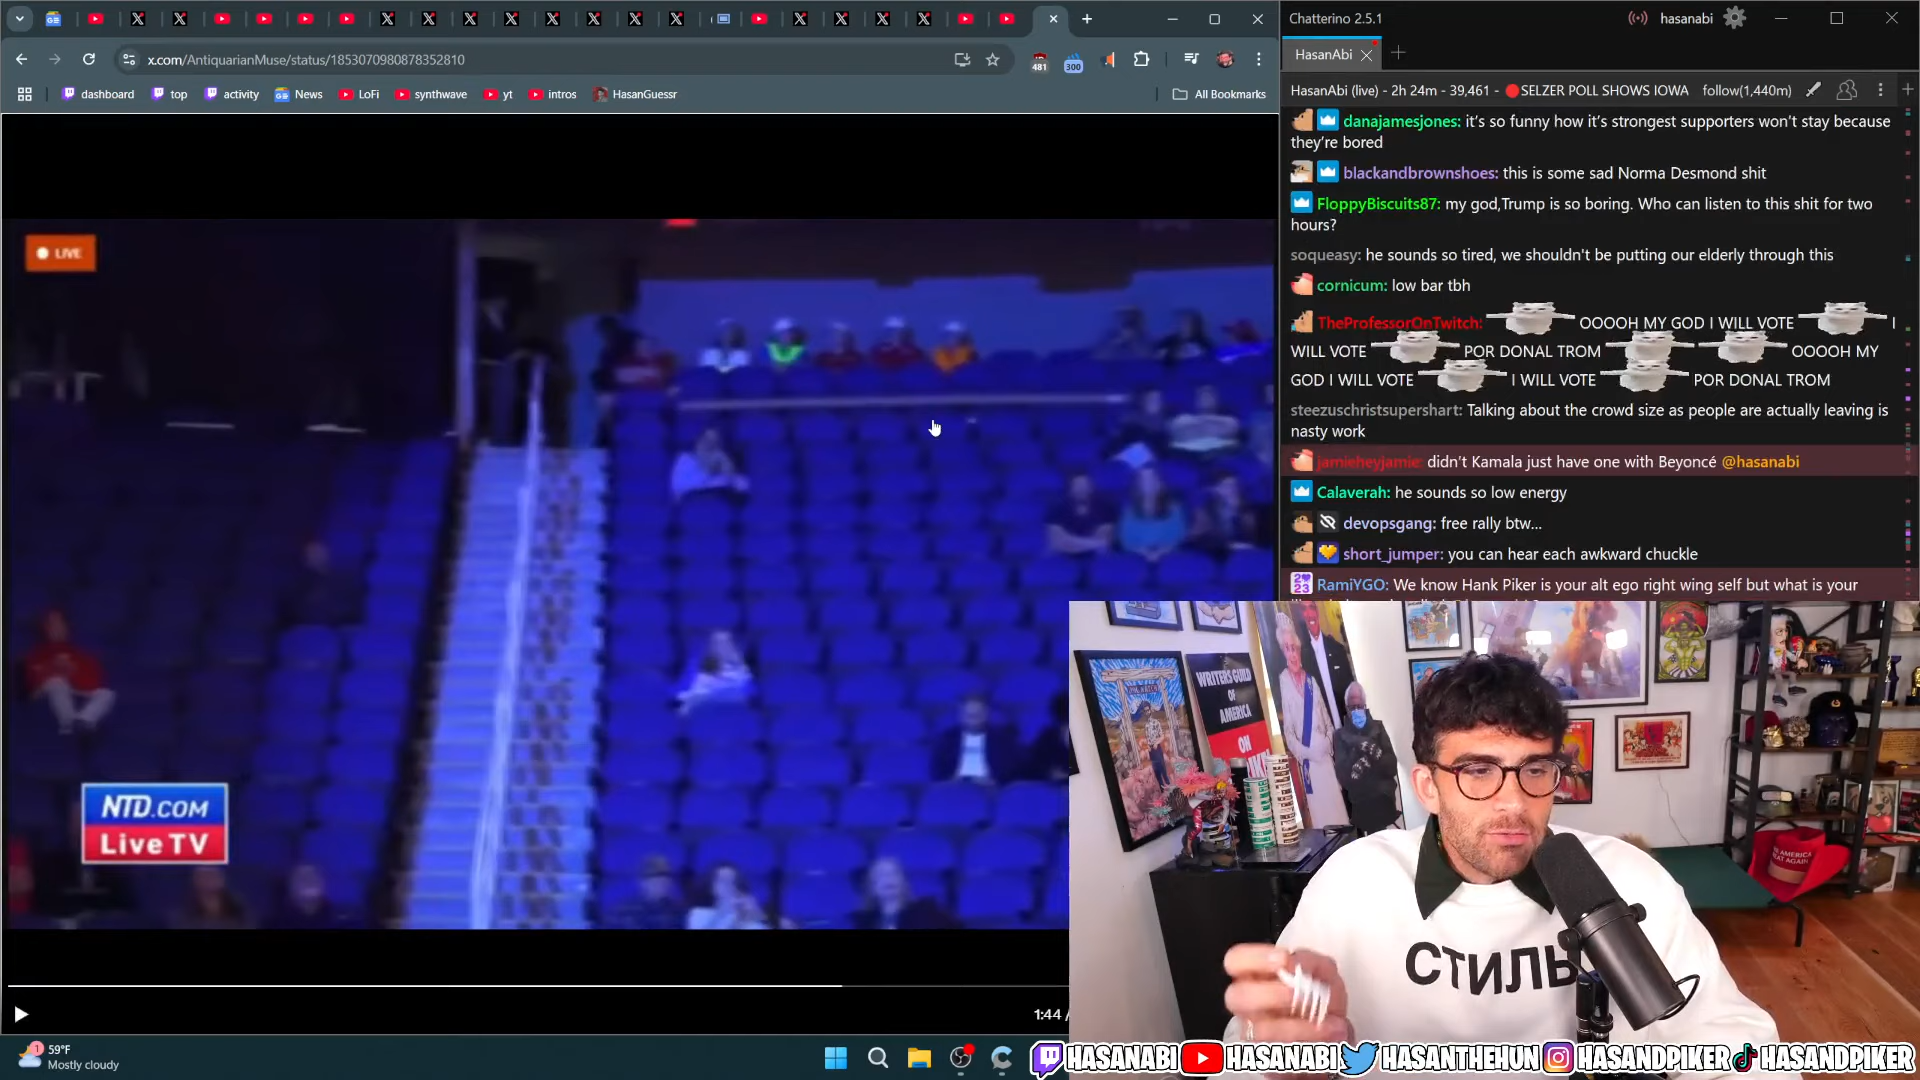 x.com/AntiquarianMuse/status/1853070980878352810
481
300
dashboard
top
activity
News
LoFi
synthwave
yt
intros
HasanGuessr
All Bookmarks
LIVE
NTD.COM
Live TV
1:44 /
1
59°F
Mostly cloudy
Chatterino 2.5.1
hasanabi
HasanAbi
HasanAbi (live) - 2h 24m - 39,461 - 🔴SELZER POLL SHOWS IOWA
follow(1,440m)
danajamesjones: it's so funny how it's strongest supporters won't stay because
they're bored
blackandbrownshoes: this is some sad Norma Desmond shit
FloppyBiscuits87: my god,Trump is so boring. Who can listen to this shit for two
hours?
soqueasy: he sounds so tired, we shouldn't be putting our elderly through this
cornicum: low bar tbh
TheProfessorOnTwitch: OOOOH MY GOD I WILL VOTE I
WILL VOTE POR DONAL TROM OOOOH MY
GOD I WILL VOTE I WILL VOTE POR DONAL TROM
steezuschristsupershart: Talking about the crowd size as people are actually leaving is
nasty work
jamieheyjamie: didn't Kamala just have one with Beyoncé @hasanabi
Calaverah: he sounds so low energy
devopsgang: free rally btw...
short_jumper: you can hear each awkward chuckle
RamiYGO: We know Hank Piker is your alt ego right wing self but what is your
WRITERS GUILD
OF
AMERICA
ON
СТИЛЬ
HASANABI
HASANABI
HASANTHEHUN
HASANDPIKER
HASANDPIKER